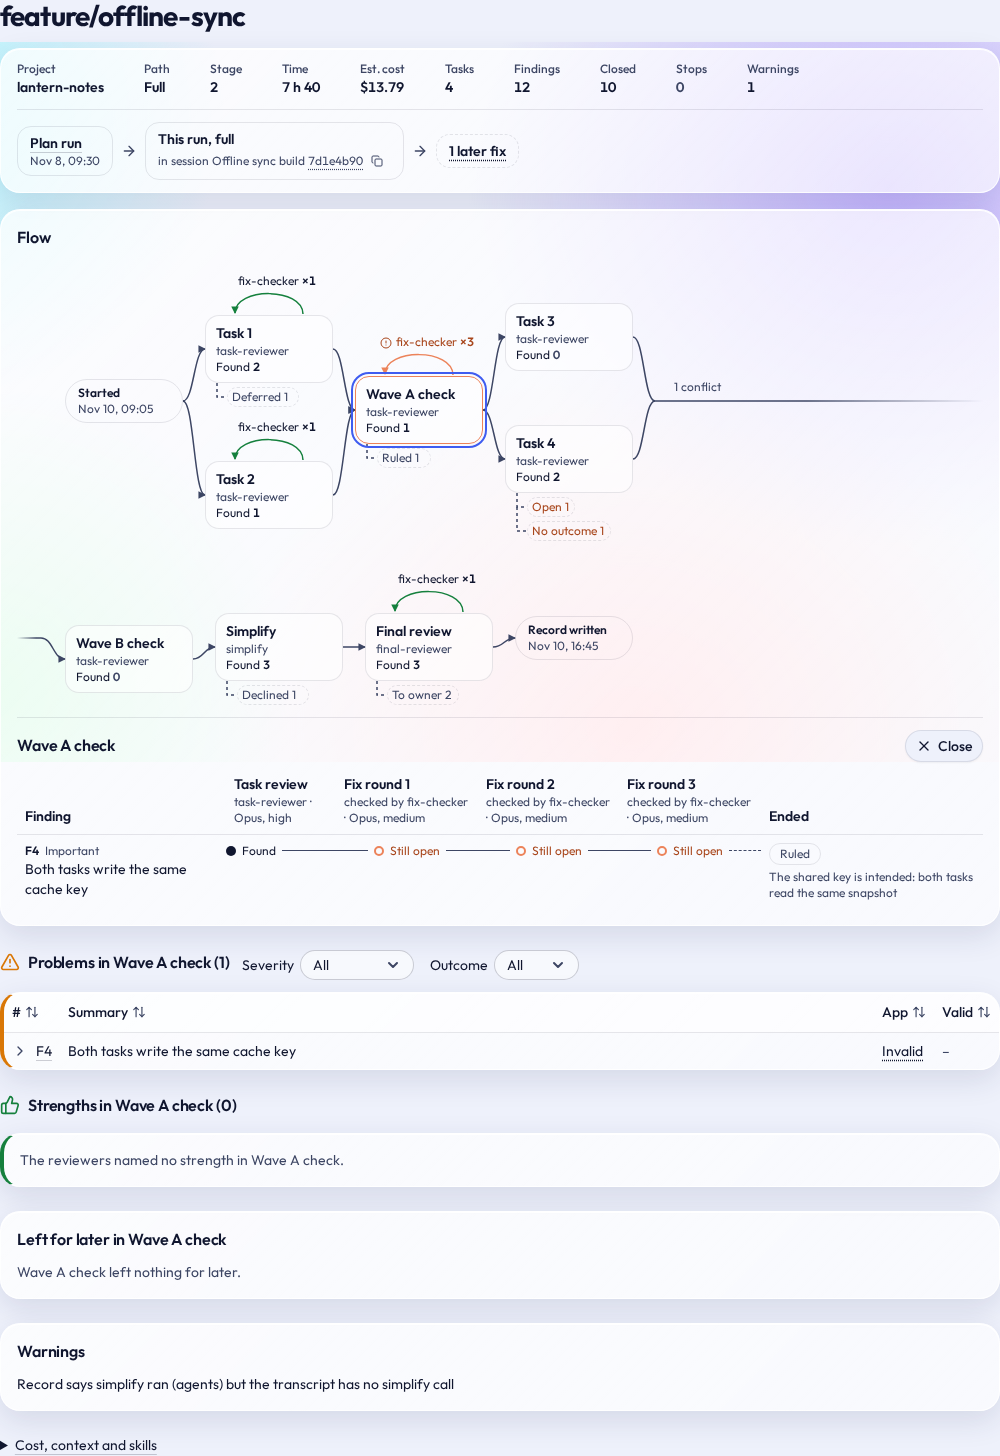 feature/offline-sync
Project Path Stage Time Est. cost Tasks Findings Closed Stops Warnings
lantern-notes Full 2 7 h 40 $13.79 4 12 10 0 1
Plan run
Nov 8, 09:30
This run, full
in session Offline sync build 7d1e4b90
1 later fix
Flow
fix-checker ×1
Task 1
task-reviewer
Found 2
Deferred 1
Started
Nov 10, 09:05
fix-checker ×1
Task 2
task-reviewer
Found 1
fix-checker ×3
Wave A check
task-reviewer
Found 1
Ruled 1
Task 3
task-reviewer
Found 0
1 conflict
Task 4
task-reviewer
Found 2
Open 1
No outcome 1
Wave B check
task-reviewer
Found 0
Simplify
simplify
Found 3
Declined 1
fix-checker ×1
Final review
final-reviewer
Found 3
To owner 2
Record written
Nov 10, 16:45
Wave A check
Close
Finding
Task review
task-reviewer ·
Opus, high
Fix round 1
checked by fix-checker
· Opus, medium
Fix round 2
checked by fix-checker
· Opus, medium
Fix round 3
checked by fix-checker
· Opus, medium
Ended
F4 Important
Both tasks write the same
cache key
Found Still open Still open Still open
Ruled
The shared key is intended: both tasks
read the same snapshot
Problems in Wave A check (1) Severity All Outcome All
# Summary App Valid
F4 Both tasks write the same cache key Invalid –
Strengths in Wave A check (0)
The reviewers named no strength in Wave A check.
Left for later in Wave A check
Wave A check left nothing for later.
Warnings
Record says simplify ran (agents) but the transcript has no simplify call
Cost, context and skills